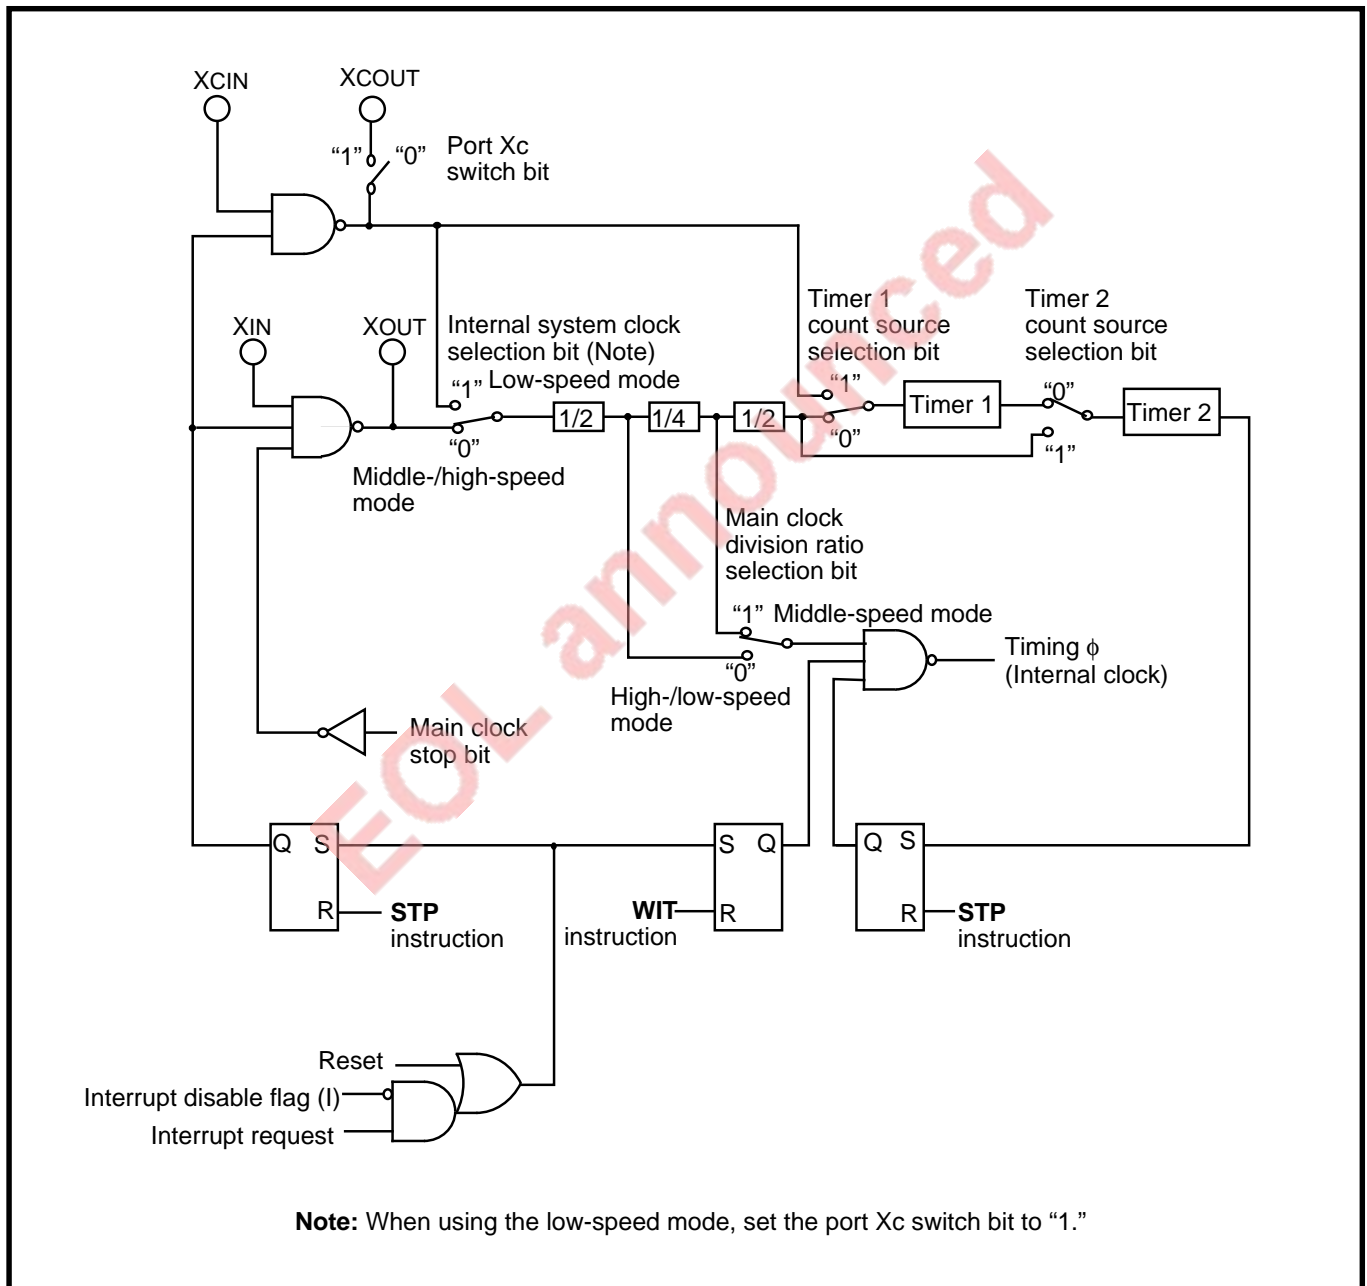 XCIN
XCOUT
“1”
“0”
Port Xc
switch bit
XIN
XOUT
Internal system clock
selection bit (Note)
“1” Low-speed mode
“0”
Middle-/high-speed
mode
1/2
1/4
1/2
Timer 1
count source
selection bit
“1”
“0”
Timer 1
Timer 2
count source
selection bit
“0”
“1”
Timer 2
Main clock
division ratio
selection bit
“1” Middle-speed mode
“0”
High-/low-speed
mode
Timing ϕ
(Internal clock)
Main clock
stop bit
Q S
R
STP
instruction
S Q
R
WIT
instruction
Q S
R
STP
instruction
Reset
Interrupt disable flag (I)
Interrupt request
Note: When using the low-speed mode, set the port Xc switch bit to “1.”
EOL announced